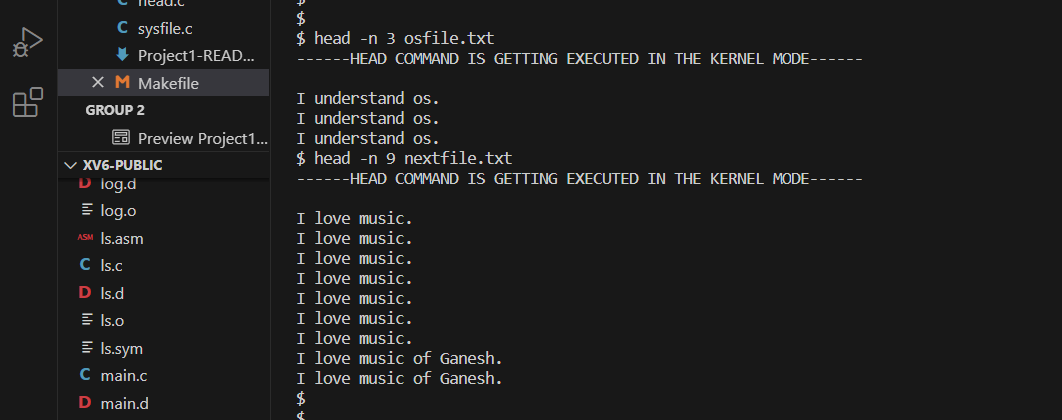 head.c
sysfile.c
Project1-READ...
Makefile
GROUP 2
Preview Project1...
XV6-PUBLIC
log.d
log.o
ASM ls.asm
C ls.c
D ls.d
ls.o
ls.sym
C main.c
D main.d
$
$
$ head -n 3 osfile.txt
------HEAD COMMAND IS GETTING EXECUTED IN THE KERNEL MODE------
I understand os.
I understand os.
I understand os.
$ head -n 9 nextfile.txt
------HEAD COMMAND IS GETTING EXECUTED IN THE KERNEL MODE------
I love music.
I love music.
I love music.
I love music.
I love music.
I love music.
I love music.
I love music of Ganesh.
I love music of Ganesh.
$
$